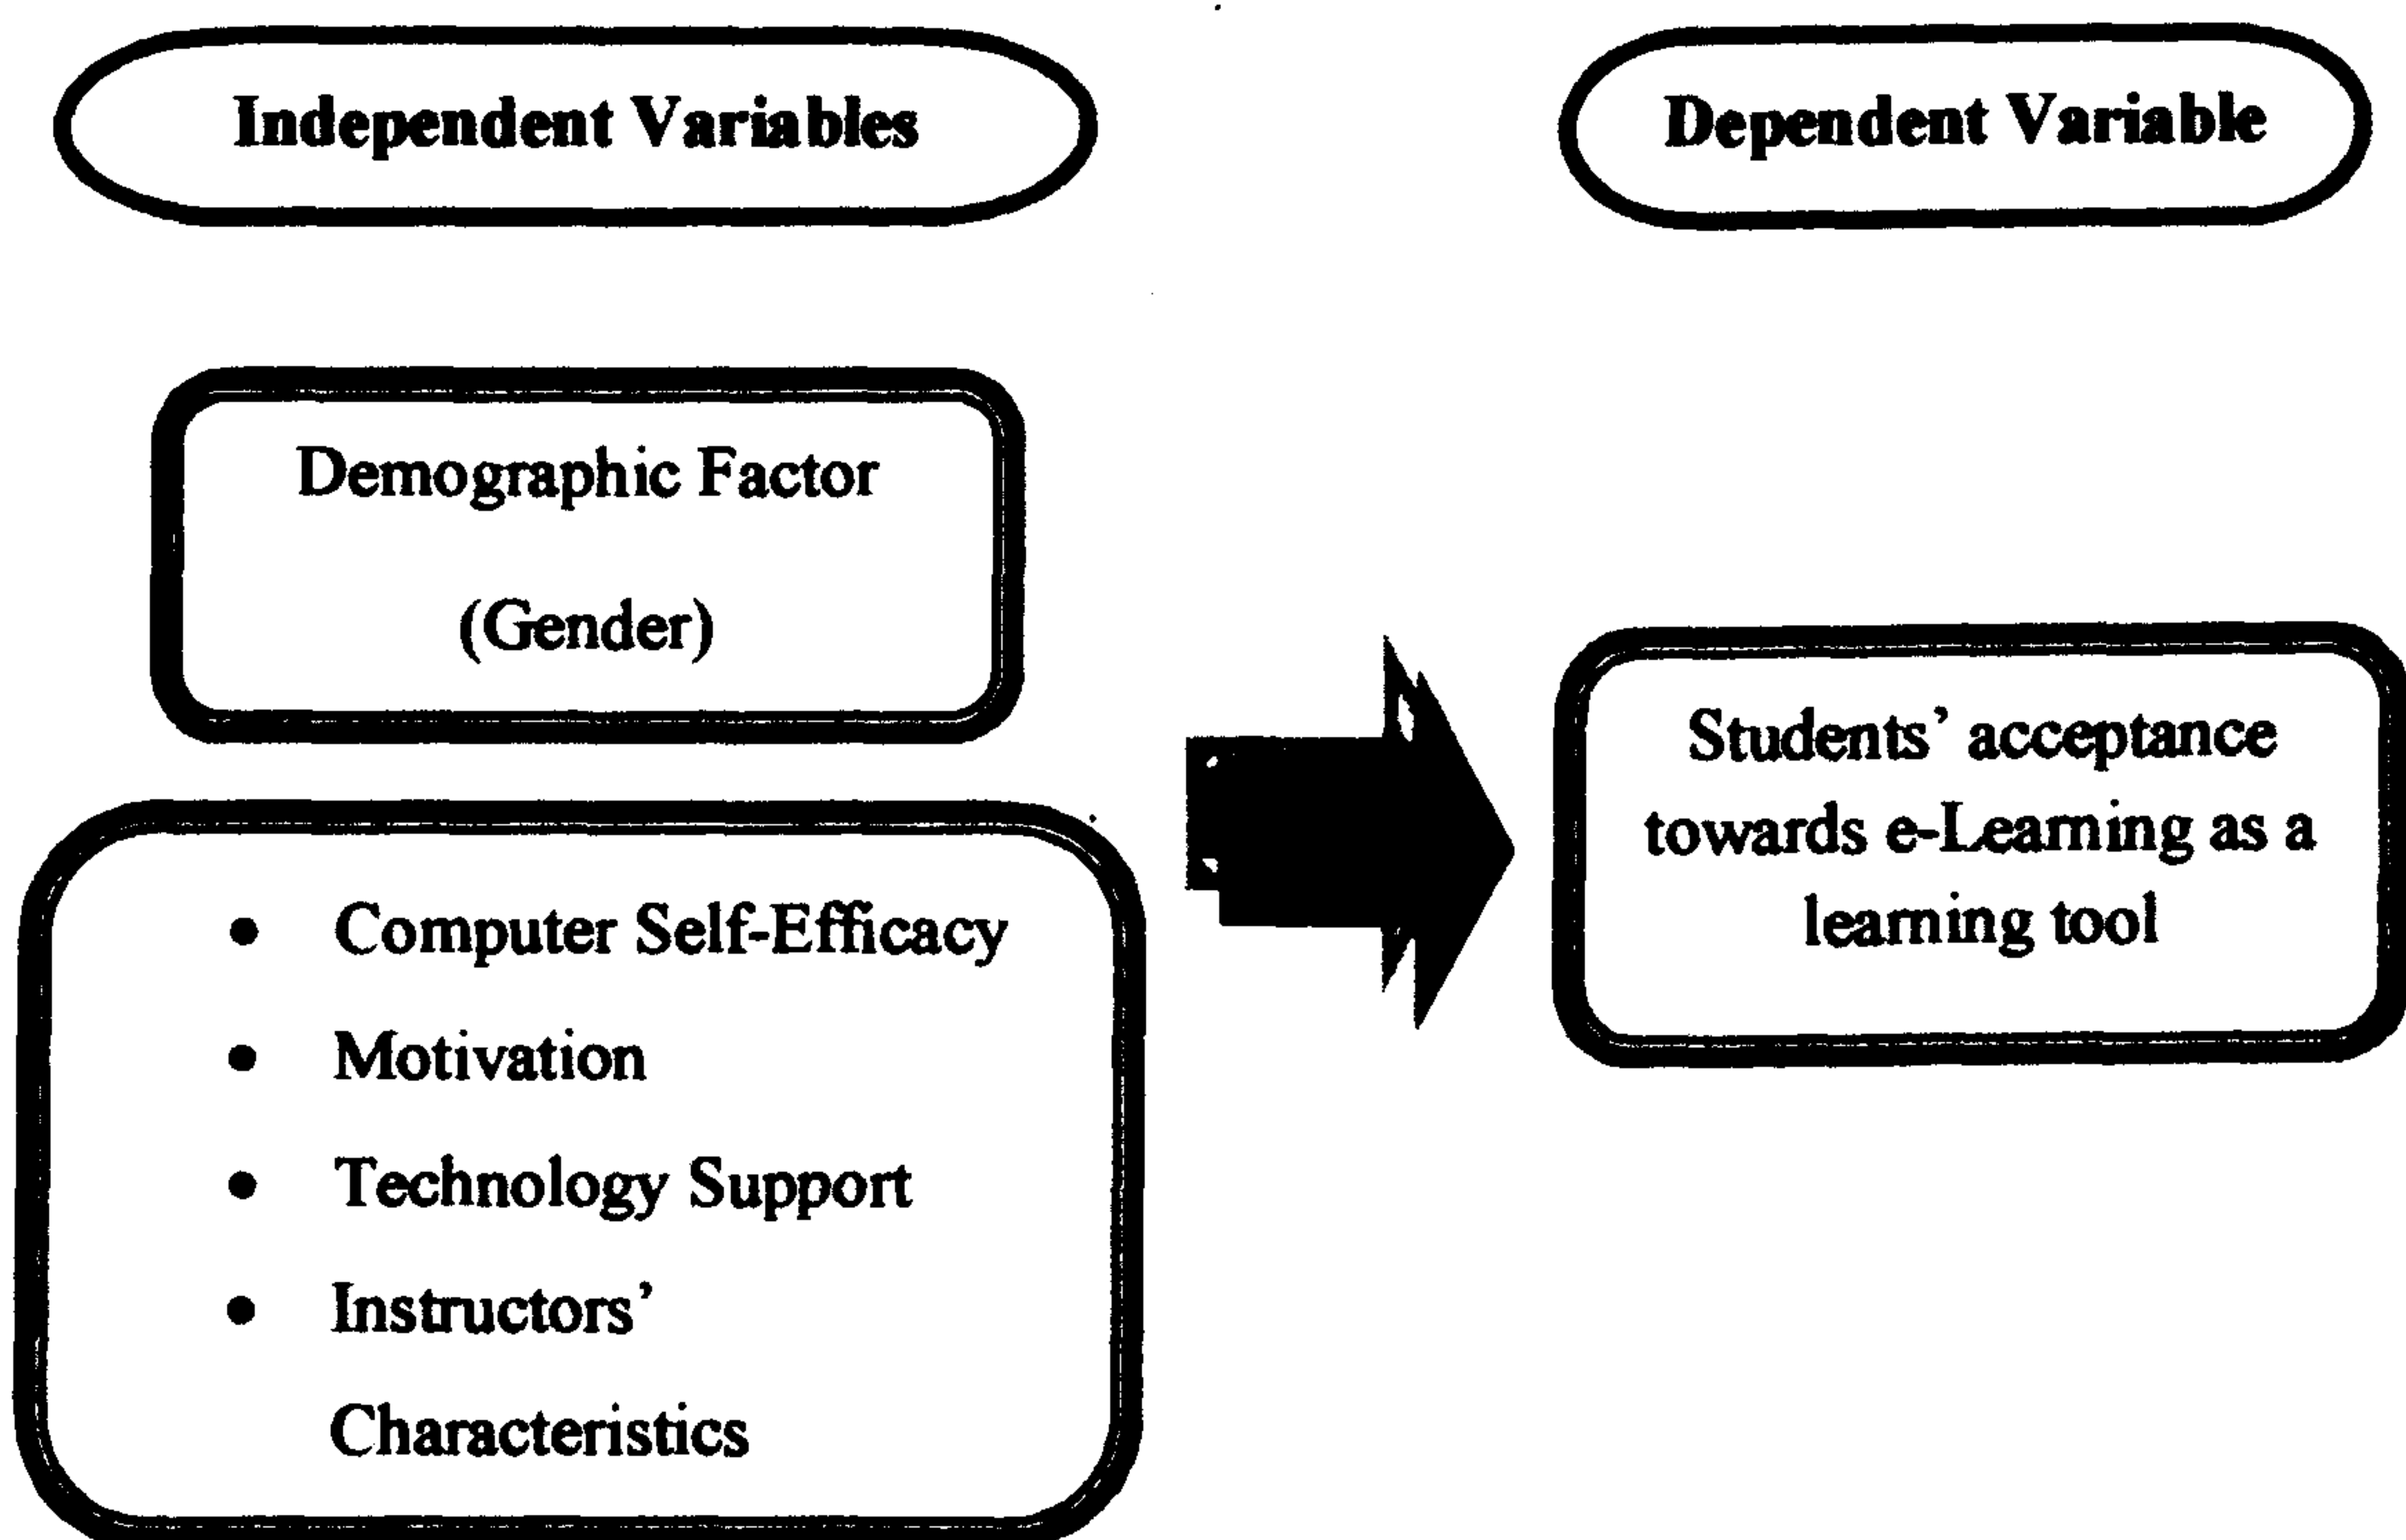 Independent Variables
Dependent Variable
Demographic Factor
(Gender)
• Computer Self-Efficacy
• Motivation
• Technology Support
• Instructors’
Characteristics
Students’ acceptance
towards e-Learning as a
learning tool